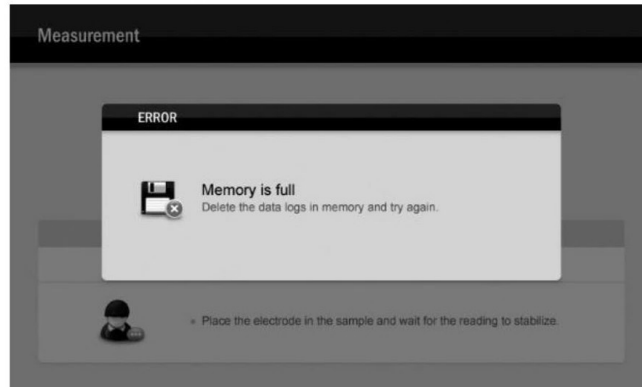 Measurement
ERROR
Memory is full
Delete the data logs in memory and try again.
Place the electrode in the sample and wait for the reading to stabilize.